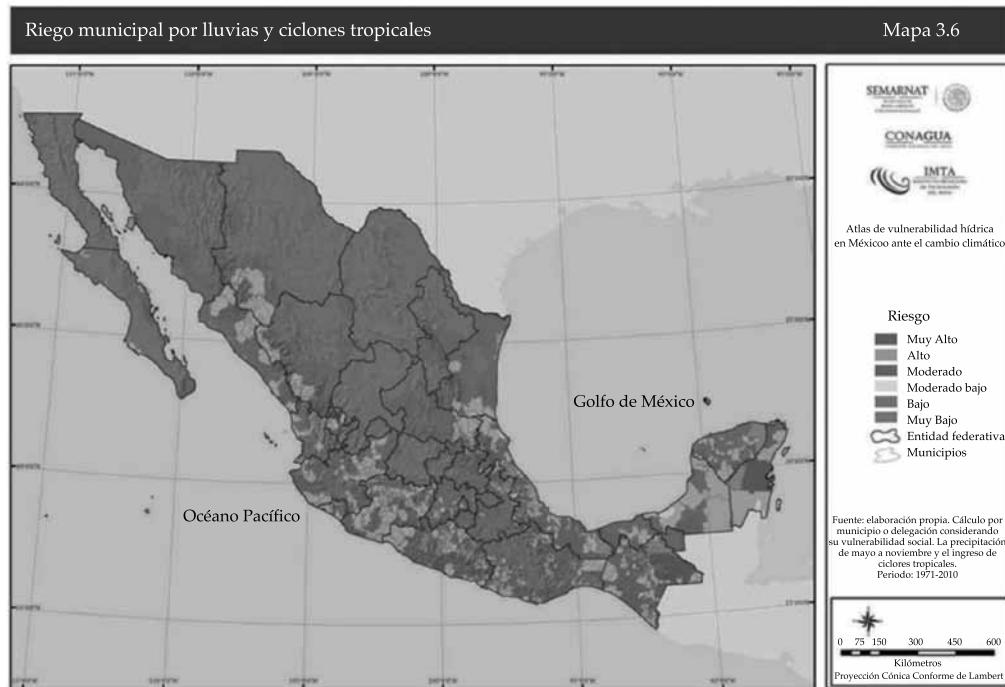 Riego municipal por lluvias y ciclones tropicales
Mapa 3.6
Golfo de México
Océano Pacífico
SEMARNAT
CONAGUA
IMTA
Atlas de vulnerabilidad hídrica
en Méxicoo ante el cambio climático
Riesgo
Muy Alto
Alto
Moderado
Moderado bajo
Bajo
Muy Bajo
Entidad federativa
Municipios
Fuente: elaboración propia. Cálculo por
municipio o delegación considerando
su vulnerabilidad social. La precipitación
de mayo a noviembre y el ingreso de
ciclores tropicales.
Periodo: 1971-2010
0 75 150 300 450 600
Kilómetros
Proyección Cónica Conforme de Lambert